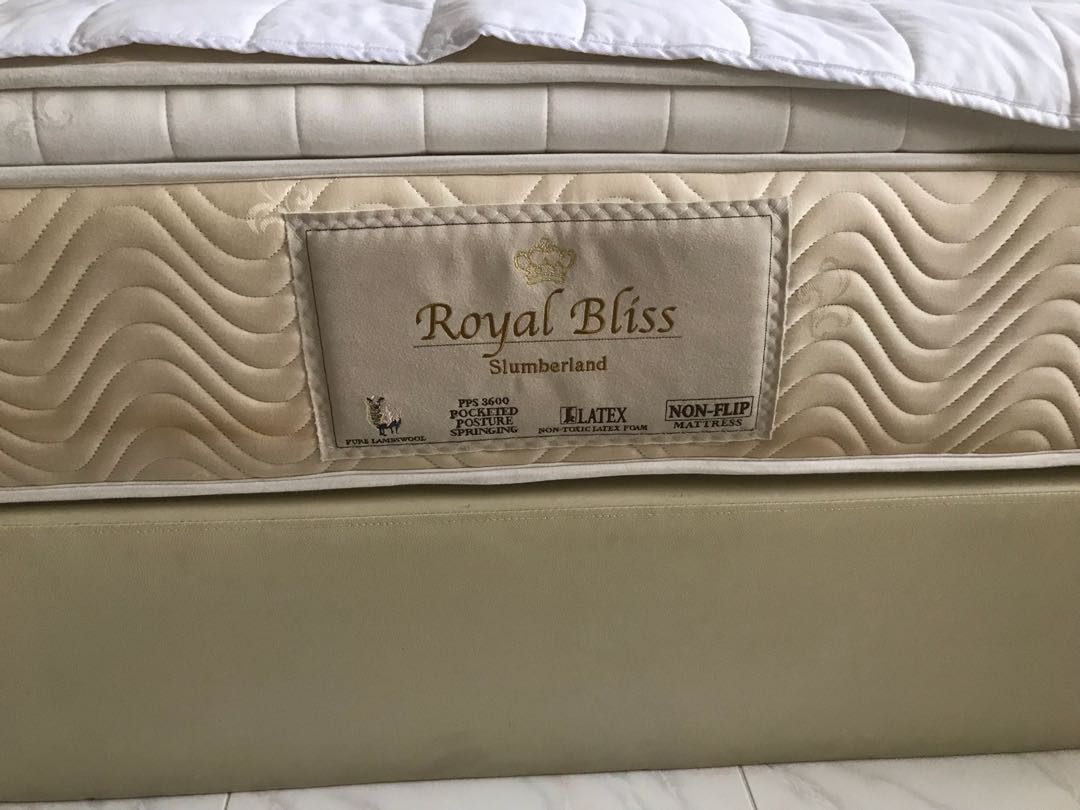 Royal Bliss
Slumberland
PURE LAMBSWOOL
PPS 3600
POCKETED
POSTURE
SPRINGING
LATEX
NON-TOXIC LATEX FOAM
NON-FLIP
MATTRESS